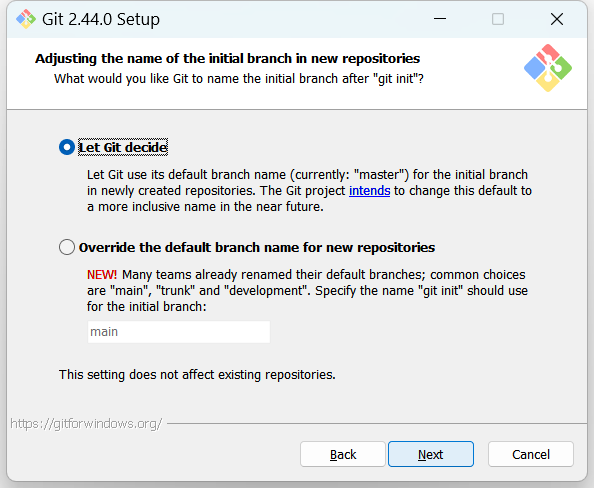 Git 2.44.0 Setup
Adjusting the name of the initial branch in new repositories
What would you like Git to name the initial branch after "git init"?
Let Git decide
Let Git use its default branch name (currently: "master") for the initial branch
in newly created repositories. The Git project intends to change this default to
a more inclusive name in the near future.
Override the default branch name for new repositories
NEW! Many teams already renamed their default branches; common choices
are "main", "trunk" and "development". Specify the name "git init" should use
for the initial branch:
main
This setting does not affect existing repositories.
https://gitforwindows.org/
Back Next Cancel